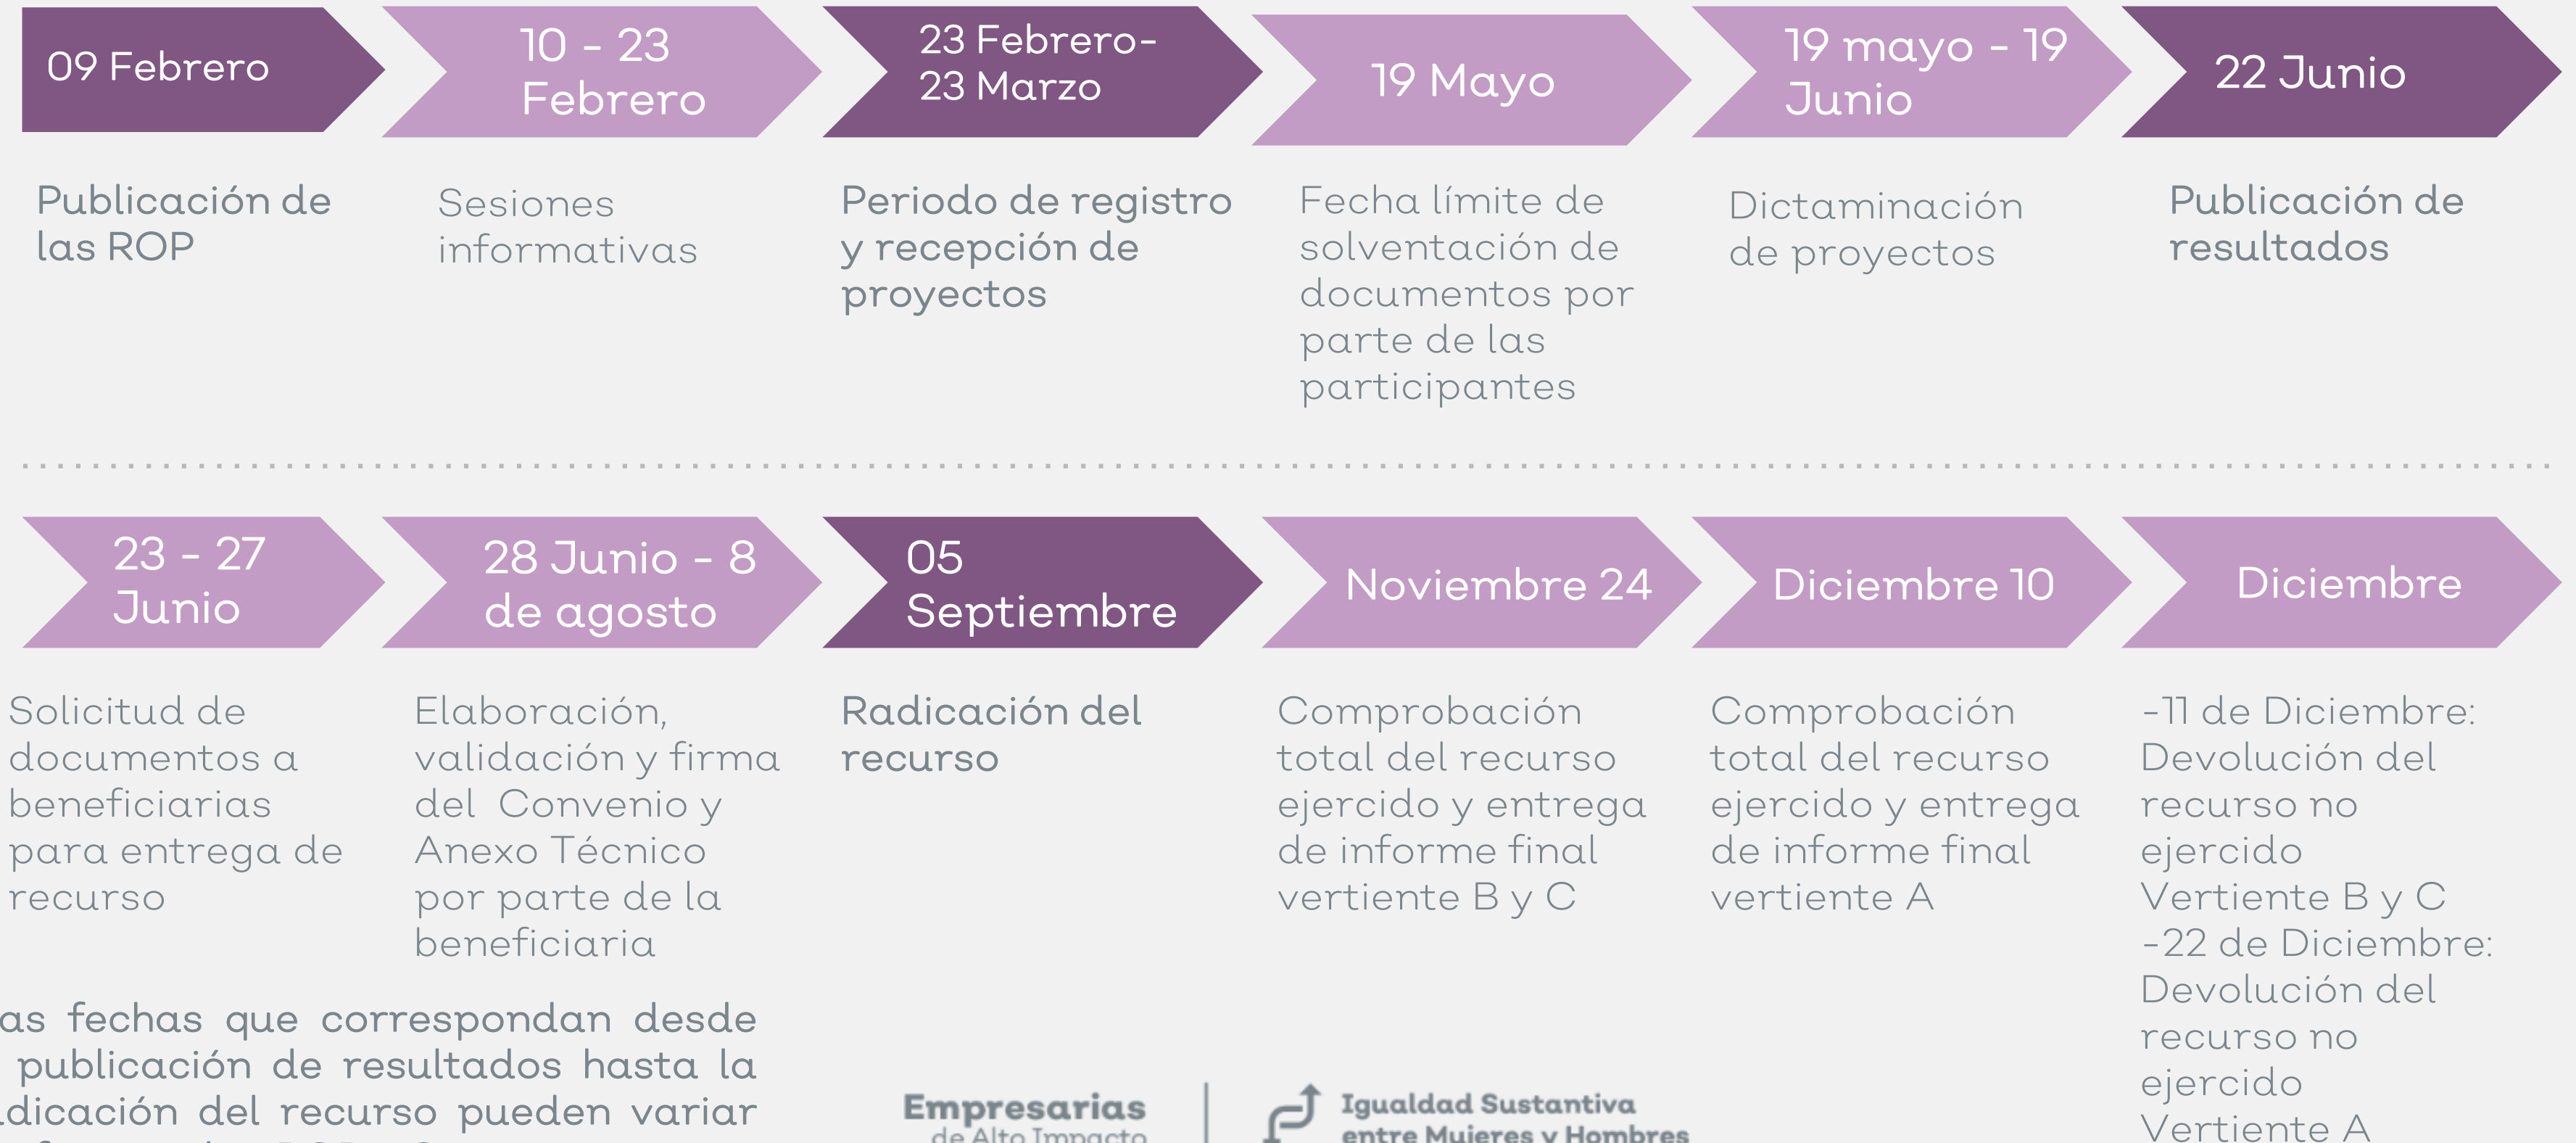 09 Febrero
Publicación de
las ROP
10 - 23
Febrero
Sesiones
informativas
23 Febrero-
23 Marzo
Periodo de registro
y recepción de
proyectos
19 Mayo
Fecha límite de
solventación de
documentos por
parte de las
participantes
19 mayo - 19
Junio
Dictaminación
de proyectos
22 Junio
Publicación de
resultados
23 - 27
Junio
Solicitud de
documentos a
beneficiarias
para entrega de
recurso
28 Junio - 8
de agosto
Elaboración,
validación y firma
del Convenio y
Anexo Técnico
por parte de la
beneficiaria
05
Septiembre
Radicación del
recurso
Noviembre 24
Comprobación
total del recurso
ejercido y entrega
de informe final
vertiente B y C
Diciembre 10
Comprobación
total del recurso
ejercido y entrega
de informe final
vertiente A
Diciembre
-11 de Diciembre:
Devolución del
recurso no
ejercido
Vertiente B y C
-22 de Diciembre:
Devolución del
recurso no
ejercido
Vertiente A
as fechas que correspondan desde
publicación de resultados hasta la
dicación del recurso pueden variar
Empresarias
de Alto Impacto
Igualdad Sustantiva
entre Mujeres y Hombres